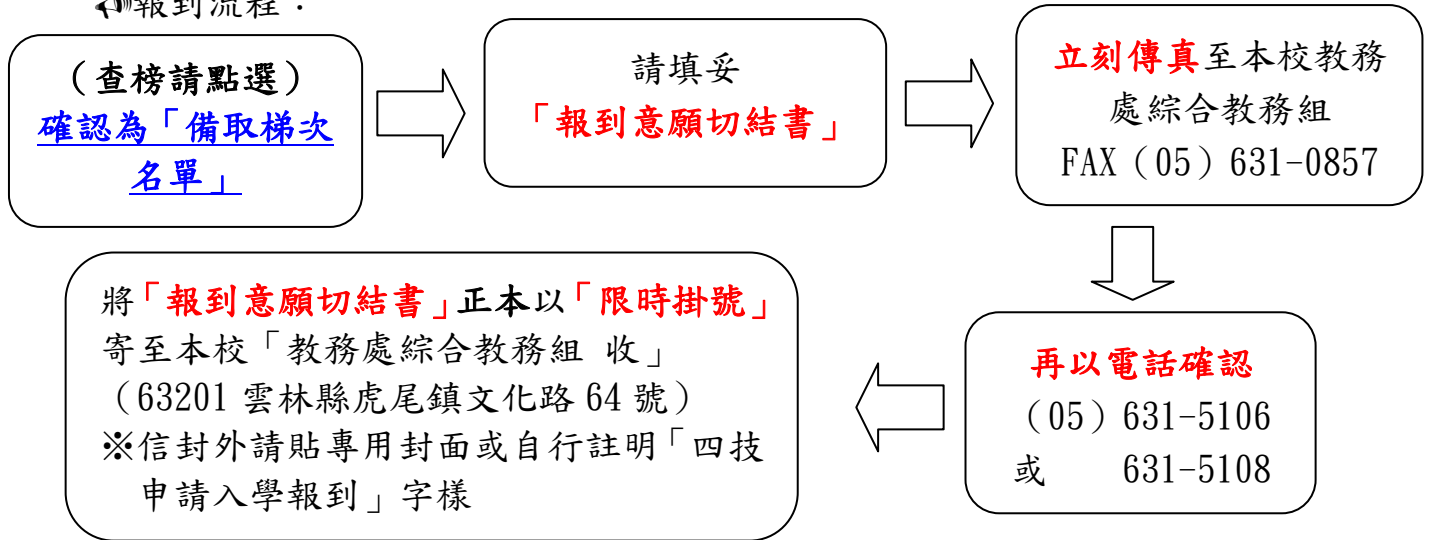 報到流程：
（查榜請點選）
確認為「備取梯次
名單」
請填妥
「報到意願切結書」
立刻傳真至本校教務
處綜合教務組
FAX（05）631-0857
再以電話確認
（05）631-5106
或 631-5108
將「報到意願切結書」正本以「限時掛號」
寄至本校「教務處綜合教務組 收」
（63201 雲林縣虎尾鎮文化路 64 號）
※信封外請貼專用封面或自行註明「四技
申請入學報到」字樣